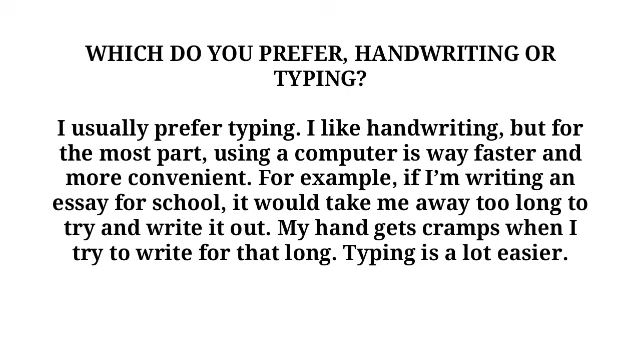 WHICH DO YOU PREFER, HANDWRITING OR
TYPING?
I usually prefer typing. I like handwriting, but for
the most part, using a computer is way faster and
more convenient. For example, if I’m writing an
essay for school, it would take me away too long to
try and write it out. My hand gets cramps when I
try to write for that long. Typing is a lot easier.